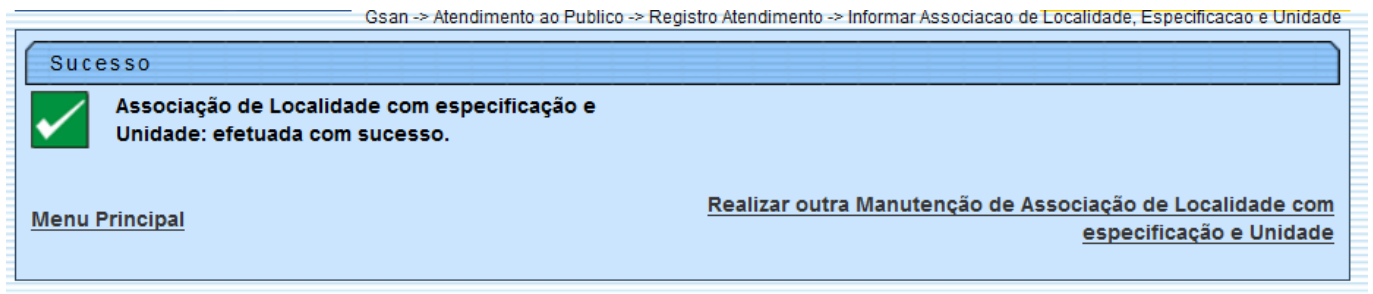 Gsan -> Atendimento ao Publico -> Registro Atendimento -> Informar Associacao de Localidade, Especificacao e Unidade
Sucesso
Associação de Localidade com especificação e
Unidade: efetuada com sucesso.
Realizar outra Manutenção de Associação de Localidade com
especificação e Unidade
Menu Principal